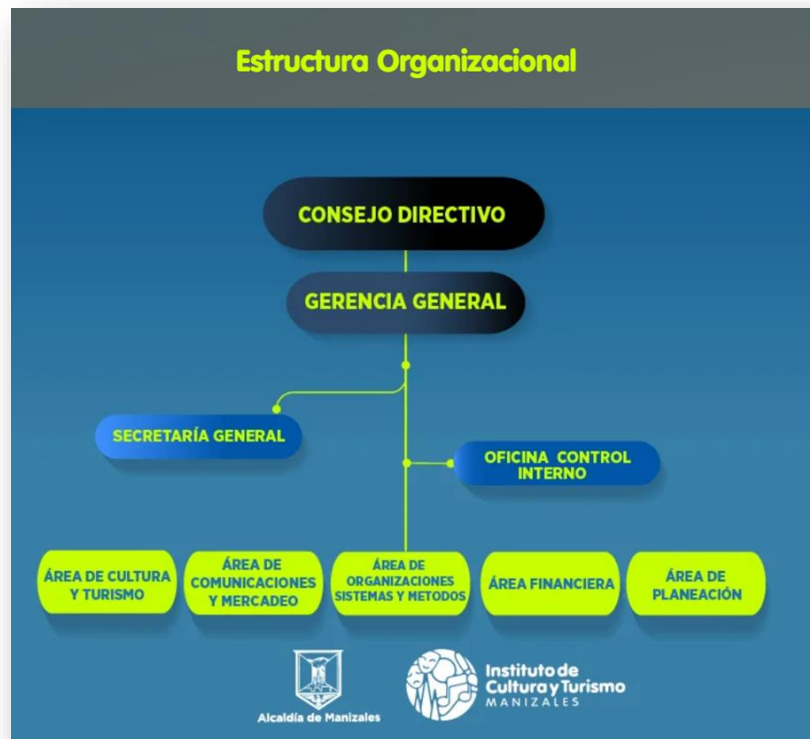 Estructura Organizacional
CONSEJO DIRECTIVO
GERENCIA GENERAL
SECRETARÍA GENERAL
OFICINA CONTROL
INTERNO
ÁREA DE CULTURA
Y TURISMO
ÁREA DE
COMUNICACIONES
Y MERCADEO
ÁREA DE
ORGANIZACIONES
SISTEMAS Y METODOS
ÁREA FINANCIERA
ÁREA DE
PLANEACIÓN
Alcaldía de Manizales
Instituto de
Cultura y Turismo
MANIZALES